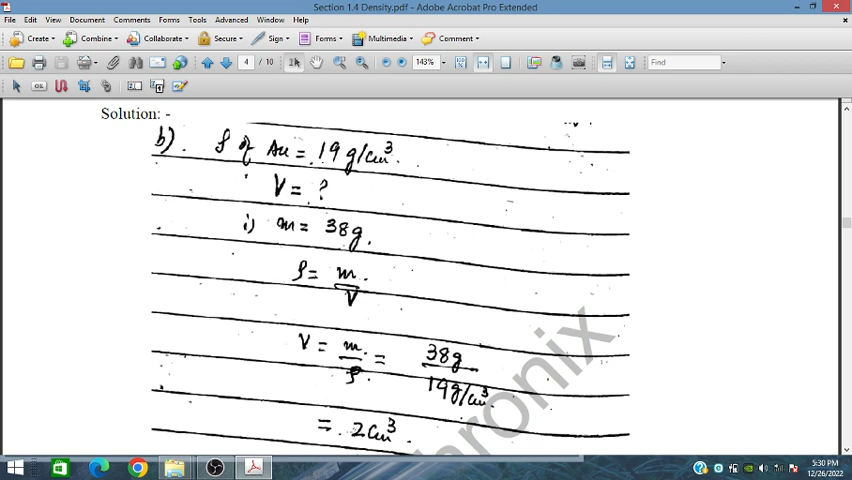 Section 1.4 Density.pdf - Adobe Acrobat Pro Extended
File Edit View Document Comments Forms Tools Advanced Window Help
Create Combine Collaborate Secure Sign Forms Multimedia Comment
4 / 10 143% Find
Solution: -
b). ρ of Au = 19 g/cm³.
V = ?
i) m = 38g.
ρ = m/V
V = m/ρ = 38g/19g/cm³
= 2cm³.
hronix
5:30 PM
12/26/2022